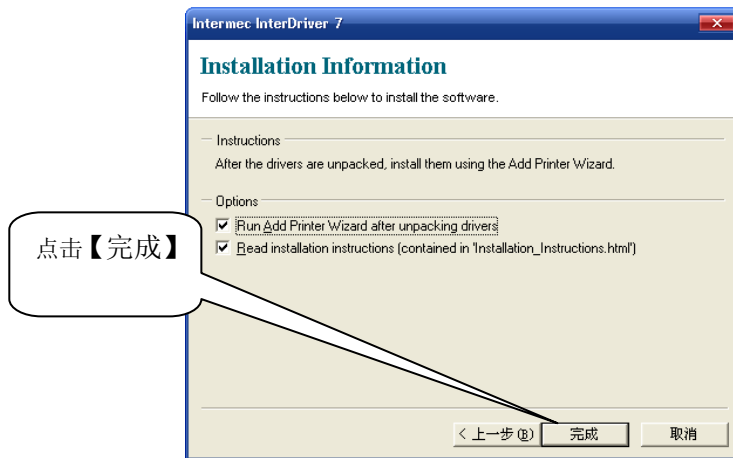 Intermec InterDriver 7
Installation Information
Follow the instructions below to install the software.
Instructions
After the drivers are unpacked, install them using the Add Printer Wizard.
Options
Run Add Printer Wizard after unpacking drivers
Read installation instructions (contained in 'Installation_Instructions.html')
点击【完成】
< 上一步(B) 完成 取消